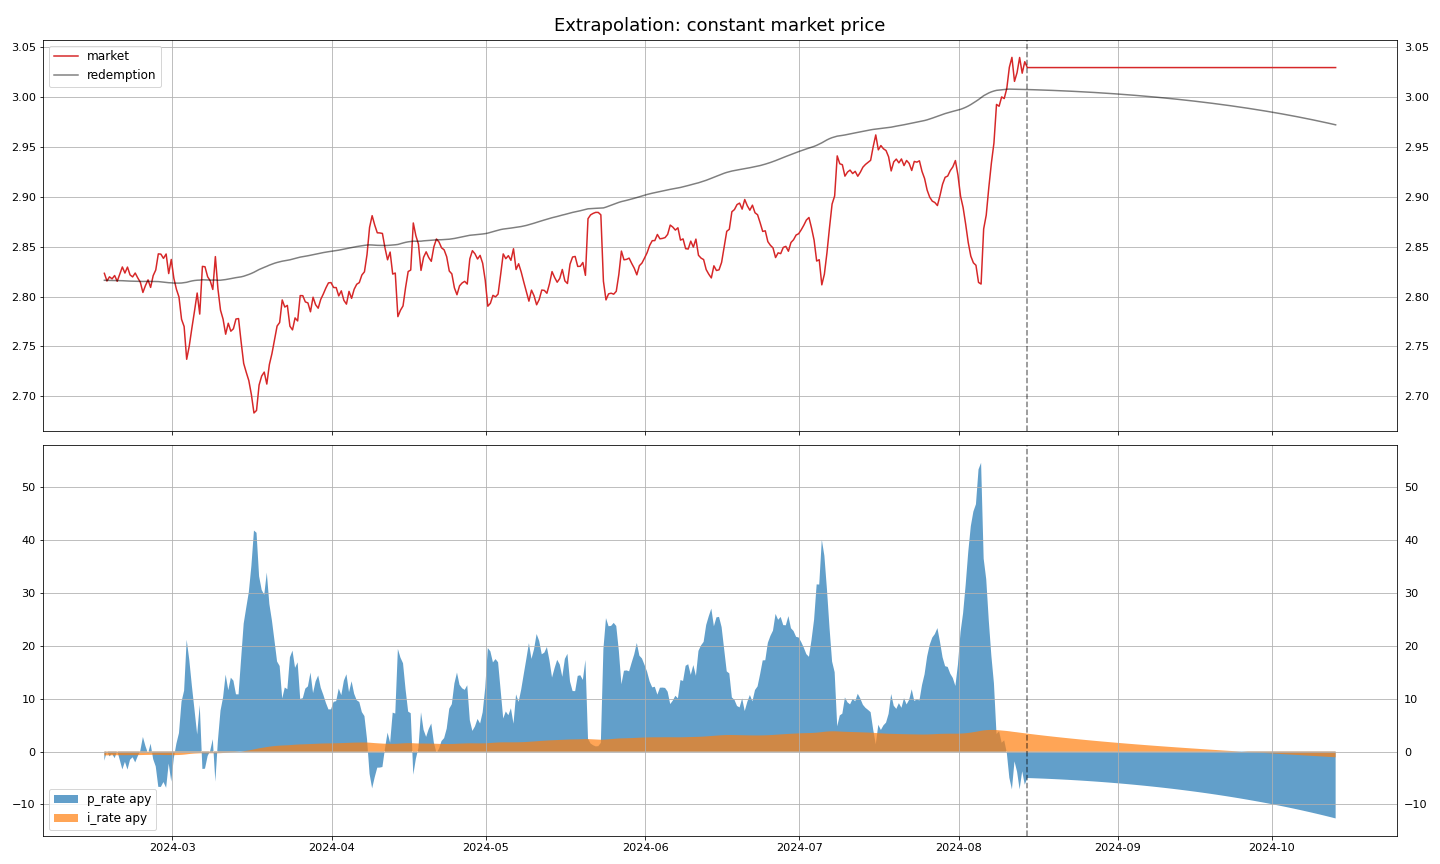 Extrapolation: constant market price
3.05 3.05
market
redemption
3.00 3.00
2.95 2.95
2.90 2.90
2.85 2.85
2.80 2.80
2.75 2.75
2.70 2.70
50 50
40 40
30 30
20 20
10 10
0 0
p_rate apy
−10 −10
i_rate apy
2024-03 2024-04 2024-05 2024-06 2024-07 2024-08 2024-09 2024-10